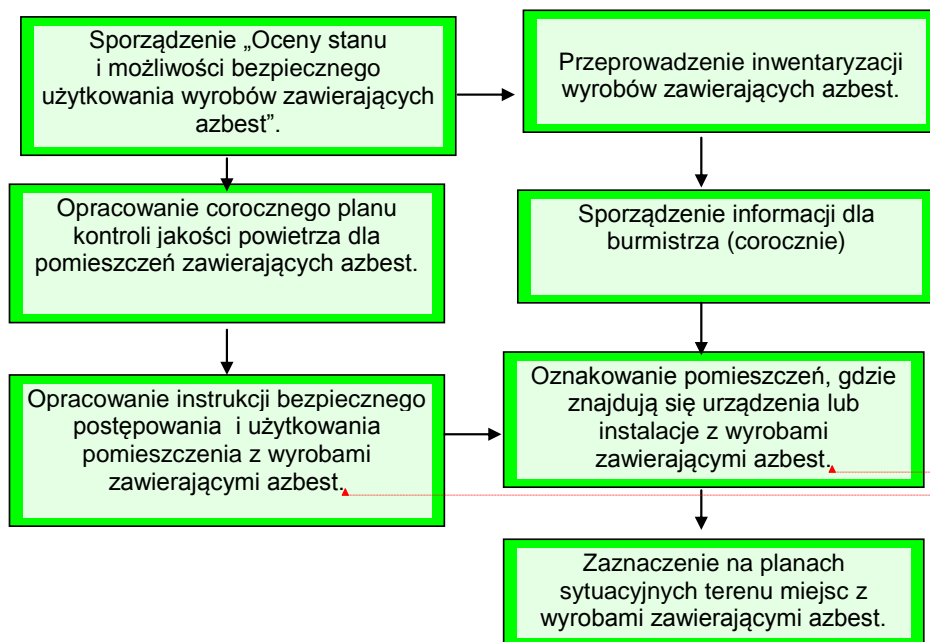 Sporządzenie „Oceny stanu
i możliwości bezpiecznego
użytkowania wyrobów zawierających
azbest”.
Przeprowadzenie inwentaryzacji
wyrobów zawierających azbest.
Opracowanie corocznego planu
kontroli jakości powietrza dla
pomieszczeń zawierających azbest.
Sporządzenie informacji dla
burmistrza (corocznie)
Opracowanie instrukcji bezpiecznego
postępowania i użytkowania
pomieszczenia z wyrobami
zawierającymi azbest.
Oznakowanie pomieszczeń, gdzie
znajdują się urządzenia lub
instalacje z wyrobami
zawierającymi azbest.
Zaznaczenie na planach
sytuacyjnych terenu miejsc z
wyrobami zawierającymi azbest.